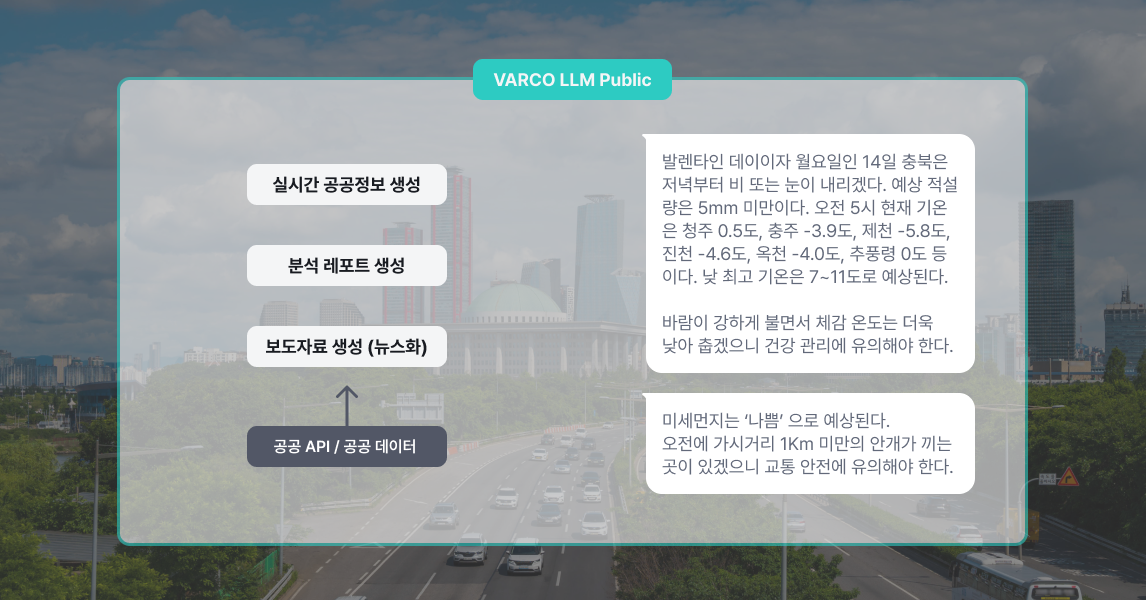 VARCO LLM Public
실시간 공공정보 생성
분석 레포트 생성
보도자료 생성 (뉴스화)
공공 API / 공공 데이터
발렌타인 데이이자 월요일인 14일 충북은
저녁부터 비 또는 눈이 내리겠다. 예상 적설
량은 5mm 미만이다. 오전 5시 현재 기온
은 청주 0.5도, 충주 -3.9도, 제천 -5.8도,
진천 -4.6도, 옥천 -4.0도, 추풍령 0도 등
이다. 낮 최고 기온은 7~11도로 예상된다.
바람이 강하게 불면서 체감 온도는 더욱
낮아 춥겠으니 건강 관리에 유의해야 한다.
미세먼지는 ‘나쁨’ 으로 예상된다.
오전에 가시거리 1Km 미만의 안개가 끼는
곳이 있겠으니 교통 안전에 유의해야 한다.